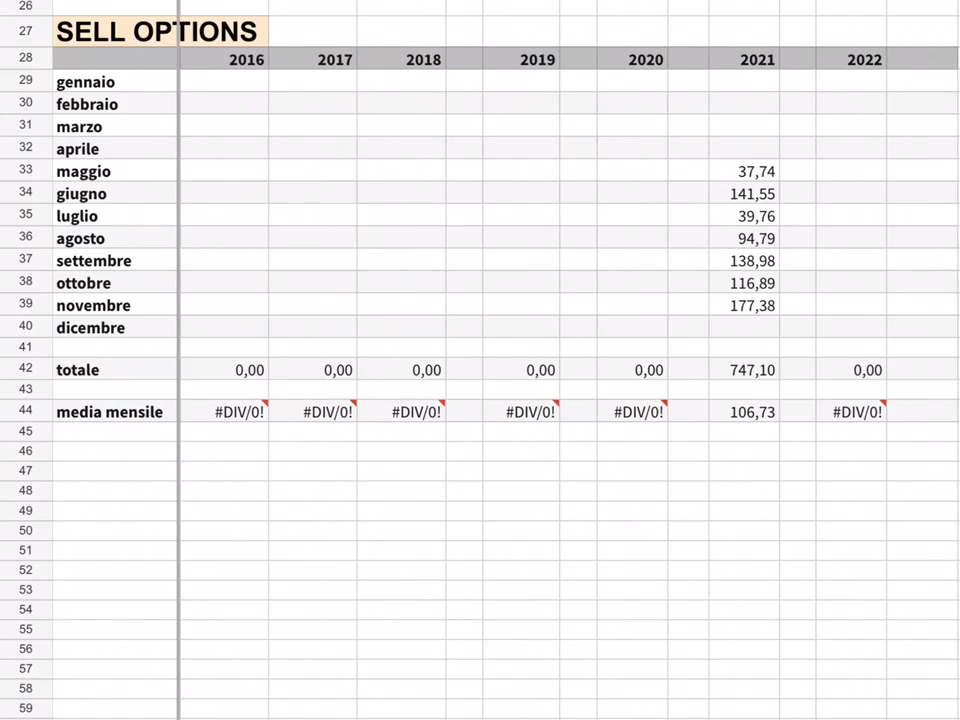 26
27 SELL OPTIONS
28 2016 2017 2018 2019 2020 2021 2022
29 gennaio
30 febbraio
31 marzo
32 aprile
33 maggio 37,74
34 giugno 141,55
35 luglio 39,76
36 agosto 94,79
37 settembre 138,98
38 ottobre 116,89
39 novembre 177,38
40 dicembre
41
42 totale 0,00 0,00 0,00 0,00 0,00 747,10 0,00
43
44 media mensile #DIV/0! #DIV/0! #DIV/0! #DIV/0! #DIV/0! 106,73 #DIV/0!
45
46
47
48
49
50
51
52
53
54
55
56
57
58
59